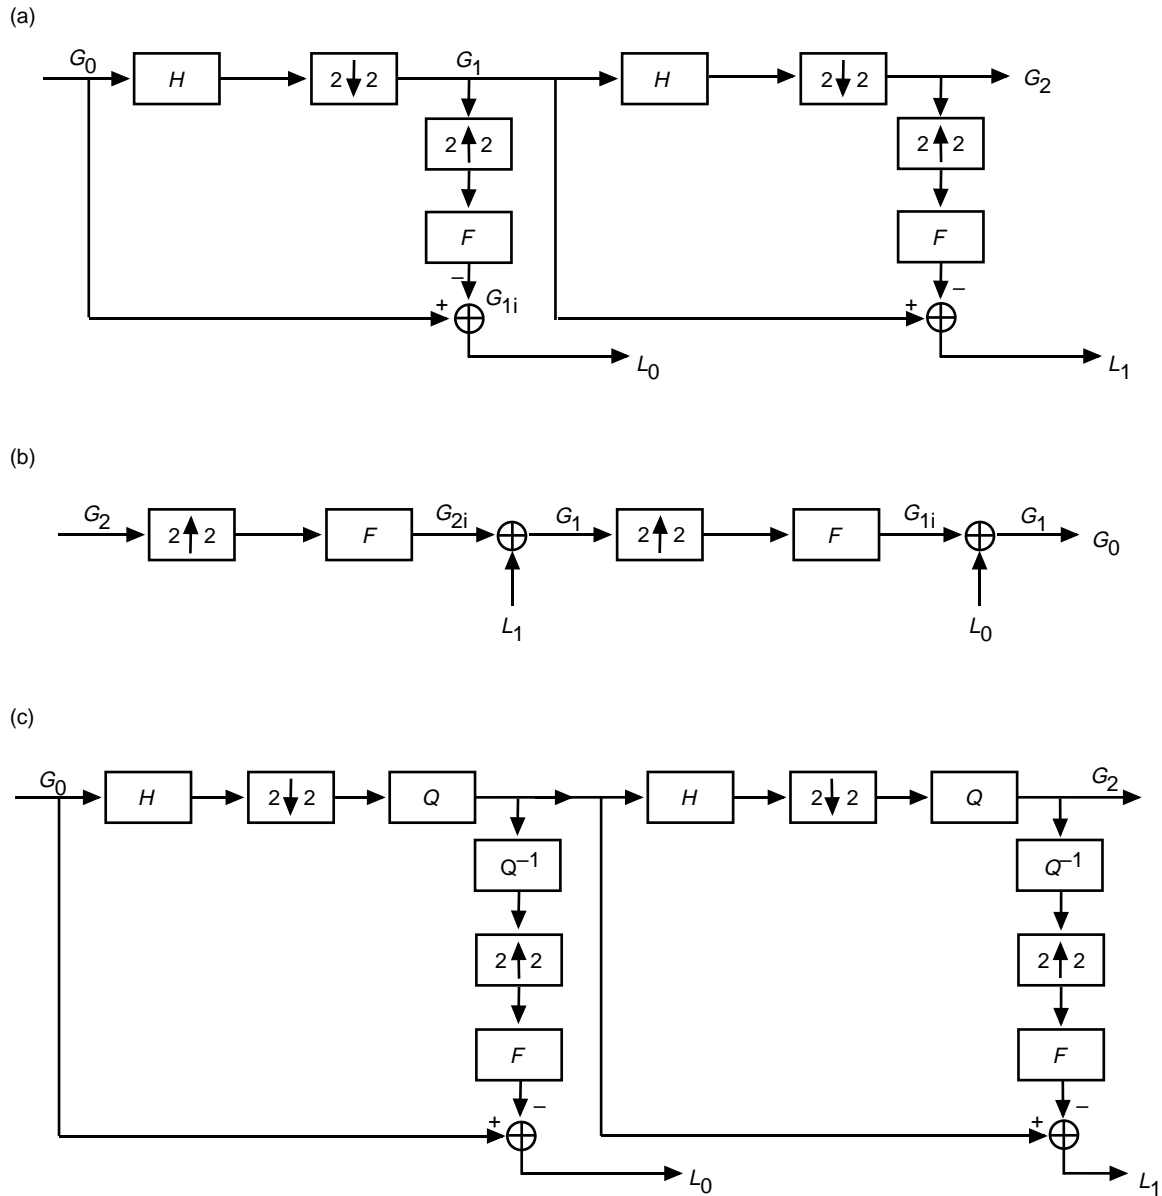 (a)
G0 H 2 2 G1 H 2 2 G2
2 2 2 2
F F
– –
+ G1i +
L0 L1
(b)
G2 2 2 F G2i G1 2 2 F G1i G1 G0
L1 L0
(c)
G0 H 2 2 Q H 2 2 Q G2
Q–1 Q–1
2 2 2 2
F F
– –
+ +
L0 L1